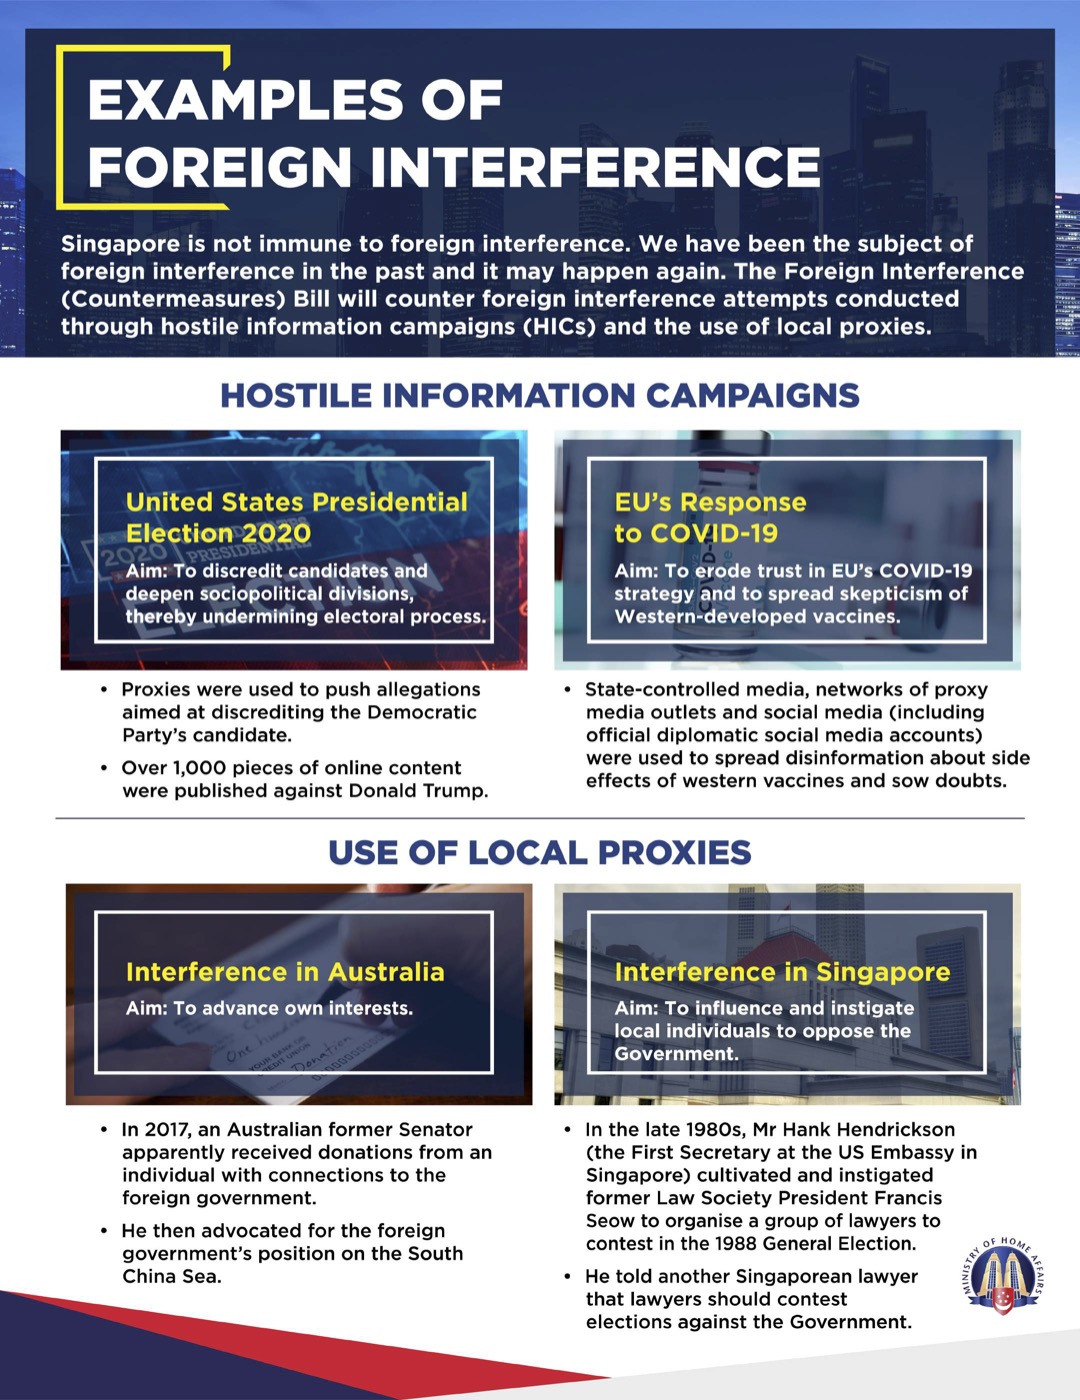 EXAMPLES OF
FOREIGN INTERFERENCE
Singapore is not immune to foreign interference. We have been the subject of
foreign interference in the past and it may happen again. The Foreign Interference
(Countermeasures) Bill will counter foreign interference attempts conducted
through hostile information campaigns (HICs) and the use of local proxies.
HOSTILE INFORMATION CAMPAIGNS
United States Presidential
Election 2020
Aim: To discredit candidates and
deepen sociopolitical divisions,
thereby undermining electoral process.
• Proxies were used to push allegations
aimed at discrediting the Democratic
Party’s candidate.
• Over 1,000 pieces of online content
were published against Donald Trump.
EU’s Response
to COVID-19
Aim: To erode trust in EU’s COVID-19
strategy and to spread skepticism of
Western-developed vaccines.
• State-controlled media, networks of proxy
media outlets and social media (including
official diplomatic social media accounts)
were used to spread disinformation about side
effects of western vaccines and sow doubts.
USE OF LOCAL PROXIES
Interference in Australia
Aim: To advance own interests.
• In 2017, an Australian former Senator
apparently received donations from an
individual with connections to the
foreign government.
• He then advocated for the foreign
government’s position on the South
China Sea.
Interference in Singapore
Aim: To influence and instigate
local individuals to oppose the
Government.
• In the late 1980s, Mr Hank Hendrickson
(the First Secretary at the US Embassy in
Singapore) cultivated and instigated
former Law Society President Francis
Seow to organise a group of lawyers to
contest in the 1988 General Election.
• He told another Singaporean lawyer
that lawyers should contest
elections against the Government.
MINISTRY OF HOME AFFAIRS